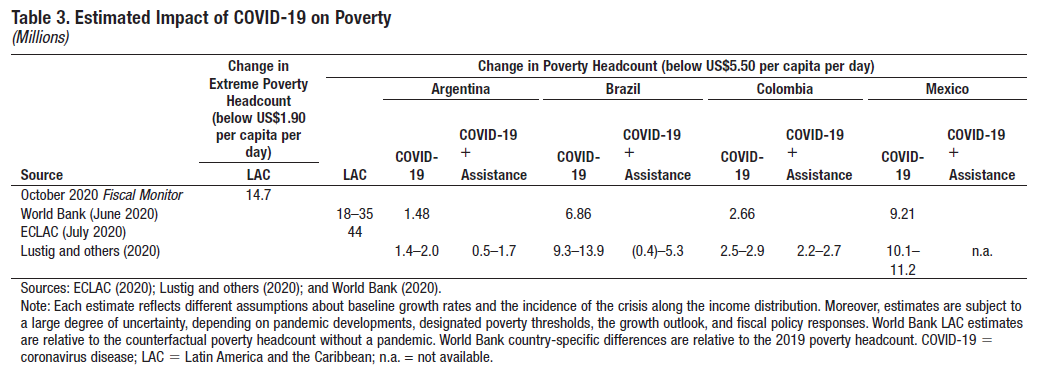 Table 3. Estimated Impact of COVID-19 on Poverty
(Millions)
Change in Extreme Poverty Headcount (below US$1.90 per capita per day)
Change in Poverty Headcount (below US$5.50 per capita per day)
Argentina Brazil Colombia Mexico
Source LAC LAC COVID-19 COVID-19 + Assistance COVID-19 COVID-19 + Assistance COVID-19 COVID-19 + Assistance COVID-19 COVID-19 + Assistance
October 2020 Fiscal Monitor 14.7
World Bank (June 2020) 18–35 1.48 6.86 2.66 9.21
ECLAC (July 2020) 44
Lustig and others (2020) 1.4–2.0 0.5–1.7 9.3–13.9 (0.4)–5.3 2.5–2.9 2.2–2.7 10.1–11.2 n.a.
Sources: ECLAC (2020); Lustig and others (2020); and World Bank (2020).
Note: Each estimate reflects different assumptions about baseline growth rates and the incidence of the crisis along the income distribution. Moreover, estimates are subject to
a large degree of uncertainty, depending on pandemic developments, designated poverty thresholds, the growth outlook, and fiscal policy responses. World Bank LAC estimates
are relative to the counterfactual poverty headcount without a pandemic. World Bank country-specific differences are relative to the 2019 poverty headcount. COVID-19 =
coronavirus disease; LAC = Latin America and the Caribbean; n.a. = not available.